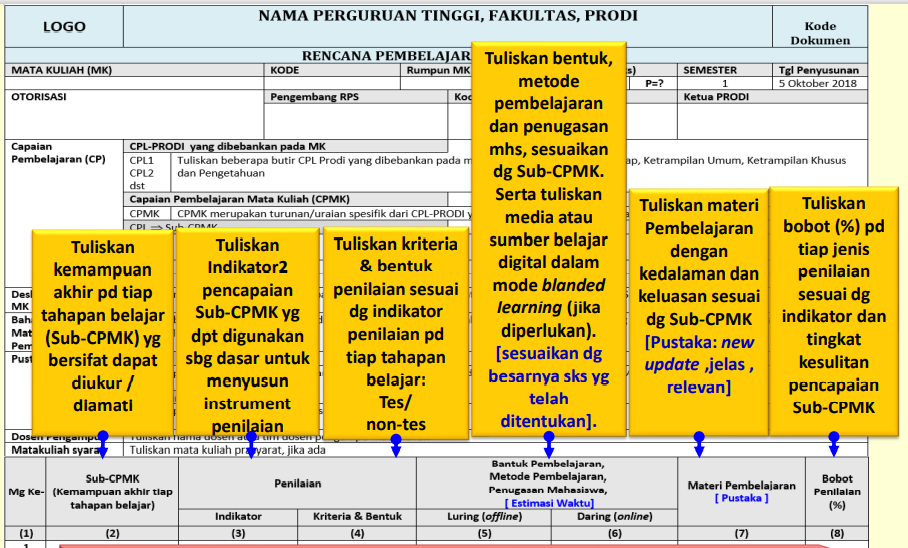 LOGO
NAMA PERGURUAN TINGGI, FAKULTAS, PRODI
Kode
Dokumen
RENCANA PEMBELAJAR
MATA KULIAH (MK)
KODE
Rumpun MK
s)
SEMESTER
Tgl Penyusunan
P=?
1
5 Oktober 2018
OTORISASI
Pengembang RPS
Ketua PRODI
Capaian
Pembelajaran (CP)
CPL-PRODI yang dibebankan pada MK
CPL1
CPL2
dst
Tuliskan beberapa butir CPL Prodi yang dibebankan pada m
ap, Ketrampilan Umum, Ketrampilan Khusus
dan Pengetahuan
Capaian Pembelajaran Mata Kuliah (CPMK)
CPMK
CPMK merupakan turunan/uraian spesifik dari CPL-PRODI y
CPL ⇒ Sub-CPMK
MK
Dosen Pengampu
Tuliskan nama dosen atau tim dosen
Matakuliah syarat
Tuliskan mata kuliah prasyarat, jika ada
Tuliskan
kemampuan
akhir pd tiap
tahapan belajar
(Sub-CPMK) yg
bersifat dapat
diukur /
diamati
Tuliskan
Indikator2
pencapaian
Sub-CPMK yg
dpt digunakan
sbg dasar untuk
menyusun
instrument
penilaian
Tuliskan kriteria
& bentuk
penilaian sesuai
dg indikator
penilaian pd
tiap tahapan
belajar:
Tes/
non-tes
Tuliskan bentuk,
metode
pembelajaran
dan penugasan
mhs, sesuaikan
dg Sub-CPMK.
Serta tuliskan
media atau
sumber belajar
digital dalam
mode blanded
learning (jika
diperlukan).
[sesuaikan dg
besarnya sks yg
telah
ditentukan].
Tuliskan materi
Pembelajaran
dengan
kedalaman dan
keluasan sesuai
dg Sub-CPMK
[Pustaka: new
update ,jelas ,
relevan]
Tuliskan
bobot (%) pd
tiap jenis
penilaian
sesuai dg
indikator dan
tingkat
kesulitan
pencapaian
Sub-CPMK
Mg Ke-
Sub-CPMK
(Kemampuan akhir tiap
tahapan belajar)
Penilaian
Bantuk Pembelajaran,
Metode Pembelajaran,
Penugasan Mahasiswa,
[ Estimasi Waktu]
Materi Pembelajaran
[ Pustaka ]
Bobot
Penilaian
(%)
Indikator
Kriteria & Bentuk
Luring (offline)
Daring (online)
(1)
(2)
(3)
(4)
(5)
(6)
(7)
(8)
1